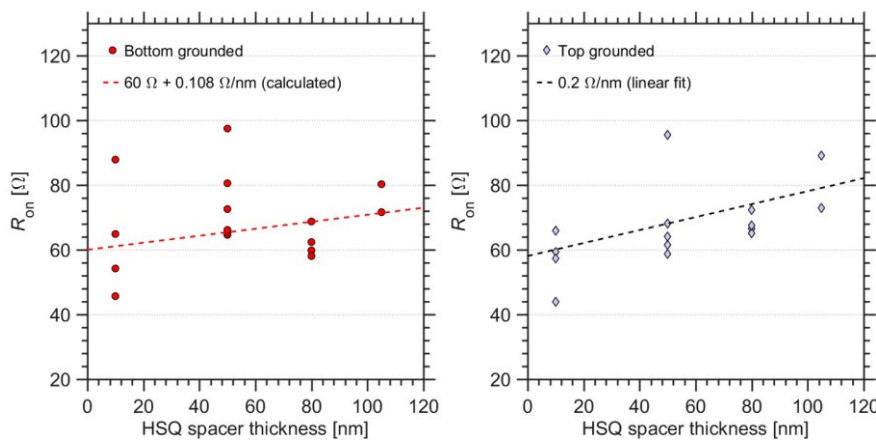 Bottom grounded
60 Ω + 0.108 Ω/nm (calculated)
Ron [Ω]
120
100
80
60
40
20
0 20 40 60 80 100 120
HSQ spacer thickness [nm]
Top grounded
0.2 Ω/nm (linear fit)
Ron [Ω]
120
100
80
60
40
20
0 20 40 60 80 100 120
HSQ spacer thickness [nm]